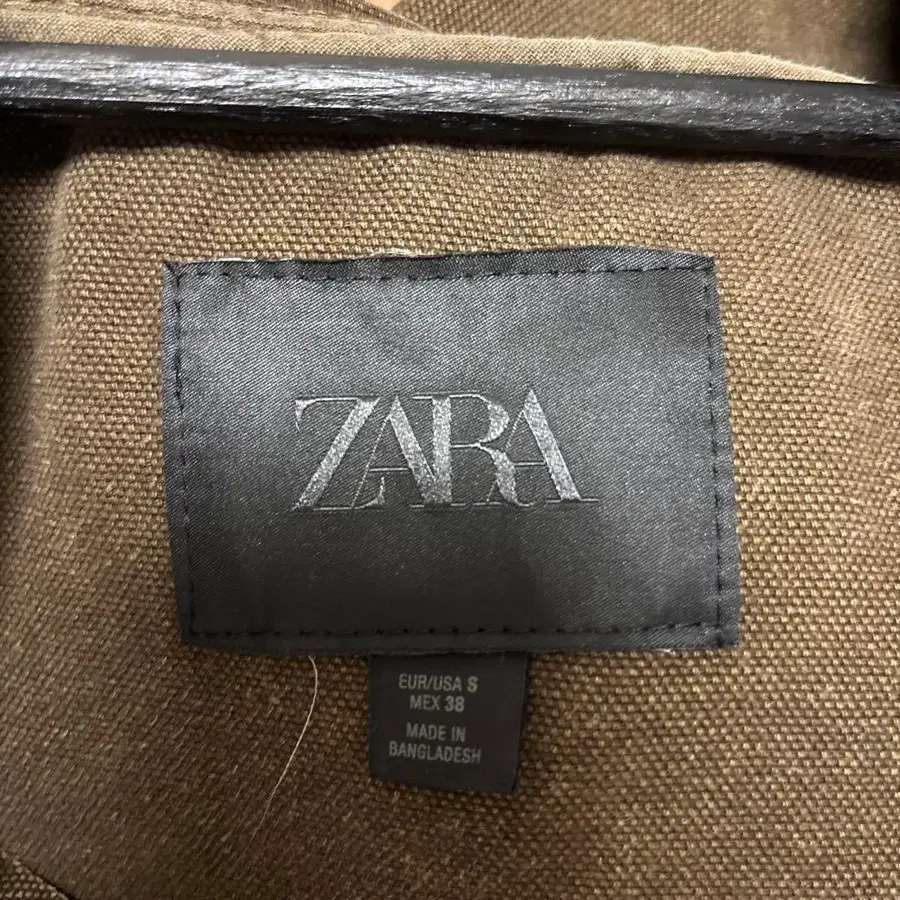 ZARA
EUR/USA S
MEX 38
MADE IN
BANGLADESH